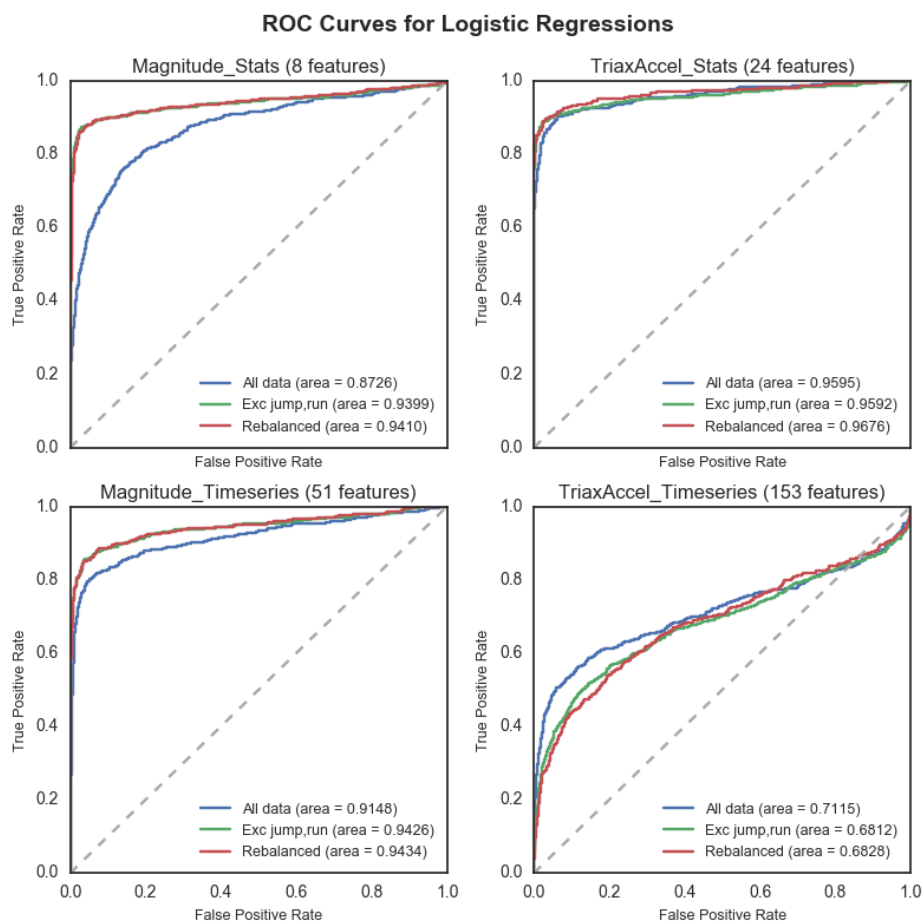 ROC Curves for Logistic Regressions
Magnitude_Stats (8 features)
1.0
0.8
0.6
0.4
0.2
0.0
True Positive Rate
All data (area = 0.8726)
Exc jump,run (area = 0.9399)
Rebalanced (area = 0.9410)
False Positive Rate
TriaxAccel_Stats (24 features)
1.0
0.8
0.6
0.4
0.2
0.0
True Positive Rate
All data (area = 0.9595)
Exc jump,run (area = 0.9592)
Rebalanced (area = 0.9676)
False Positive Rate
Magnitude_Timeseries (51 features)
1.0
0.8
0.6
0.4
0.2
0.0
True Positive Rate
All data (area = 0.9148)
Exc jump,run (area = 0.9426)
Rebalanced (area = 0.9434)
0.0 0.2 0.4 0.6 0.8 1.0
False Positive Rate
TriaxAccel_Timeseries (153 features)
1.0
0.8
0.6
0.4
0.2
0.0
True Positive Rate
All data (area = 0.7115)
Exc jump,run (area = 0.6812)
Rebalanced (area = 0.6828)
0.0 0.2 0.4 0.6 0.8 1.0
False Positive Rate